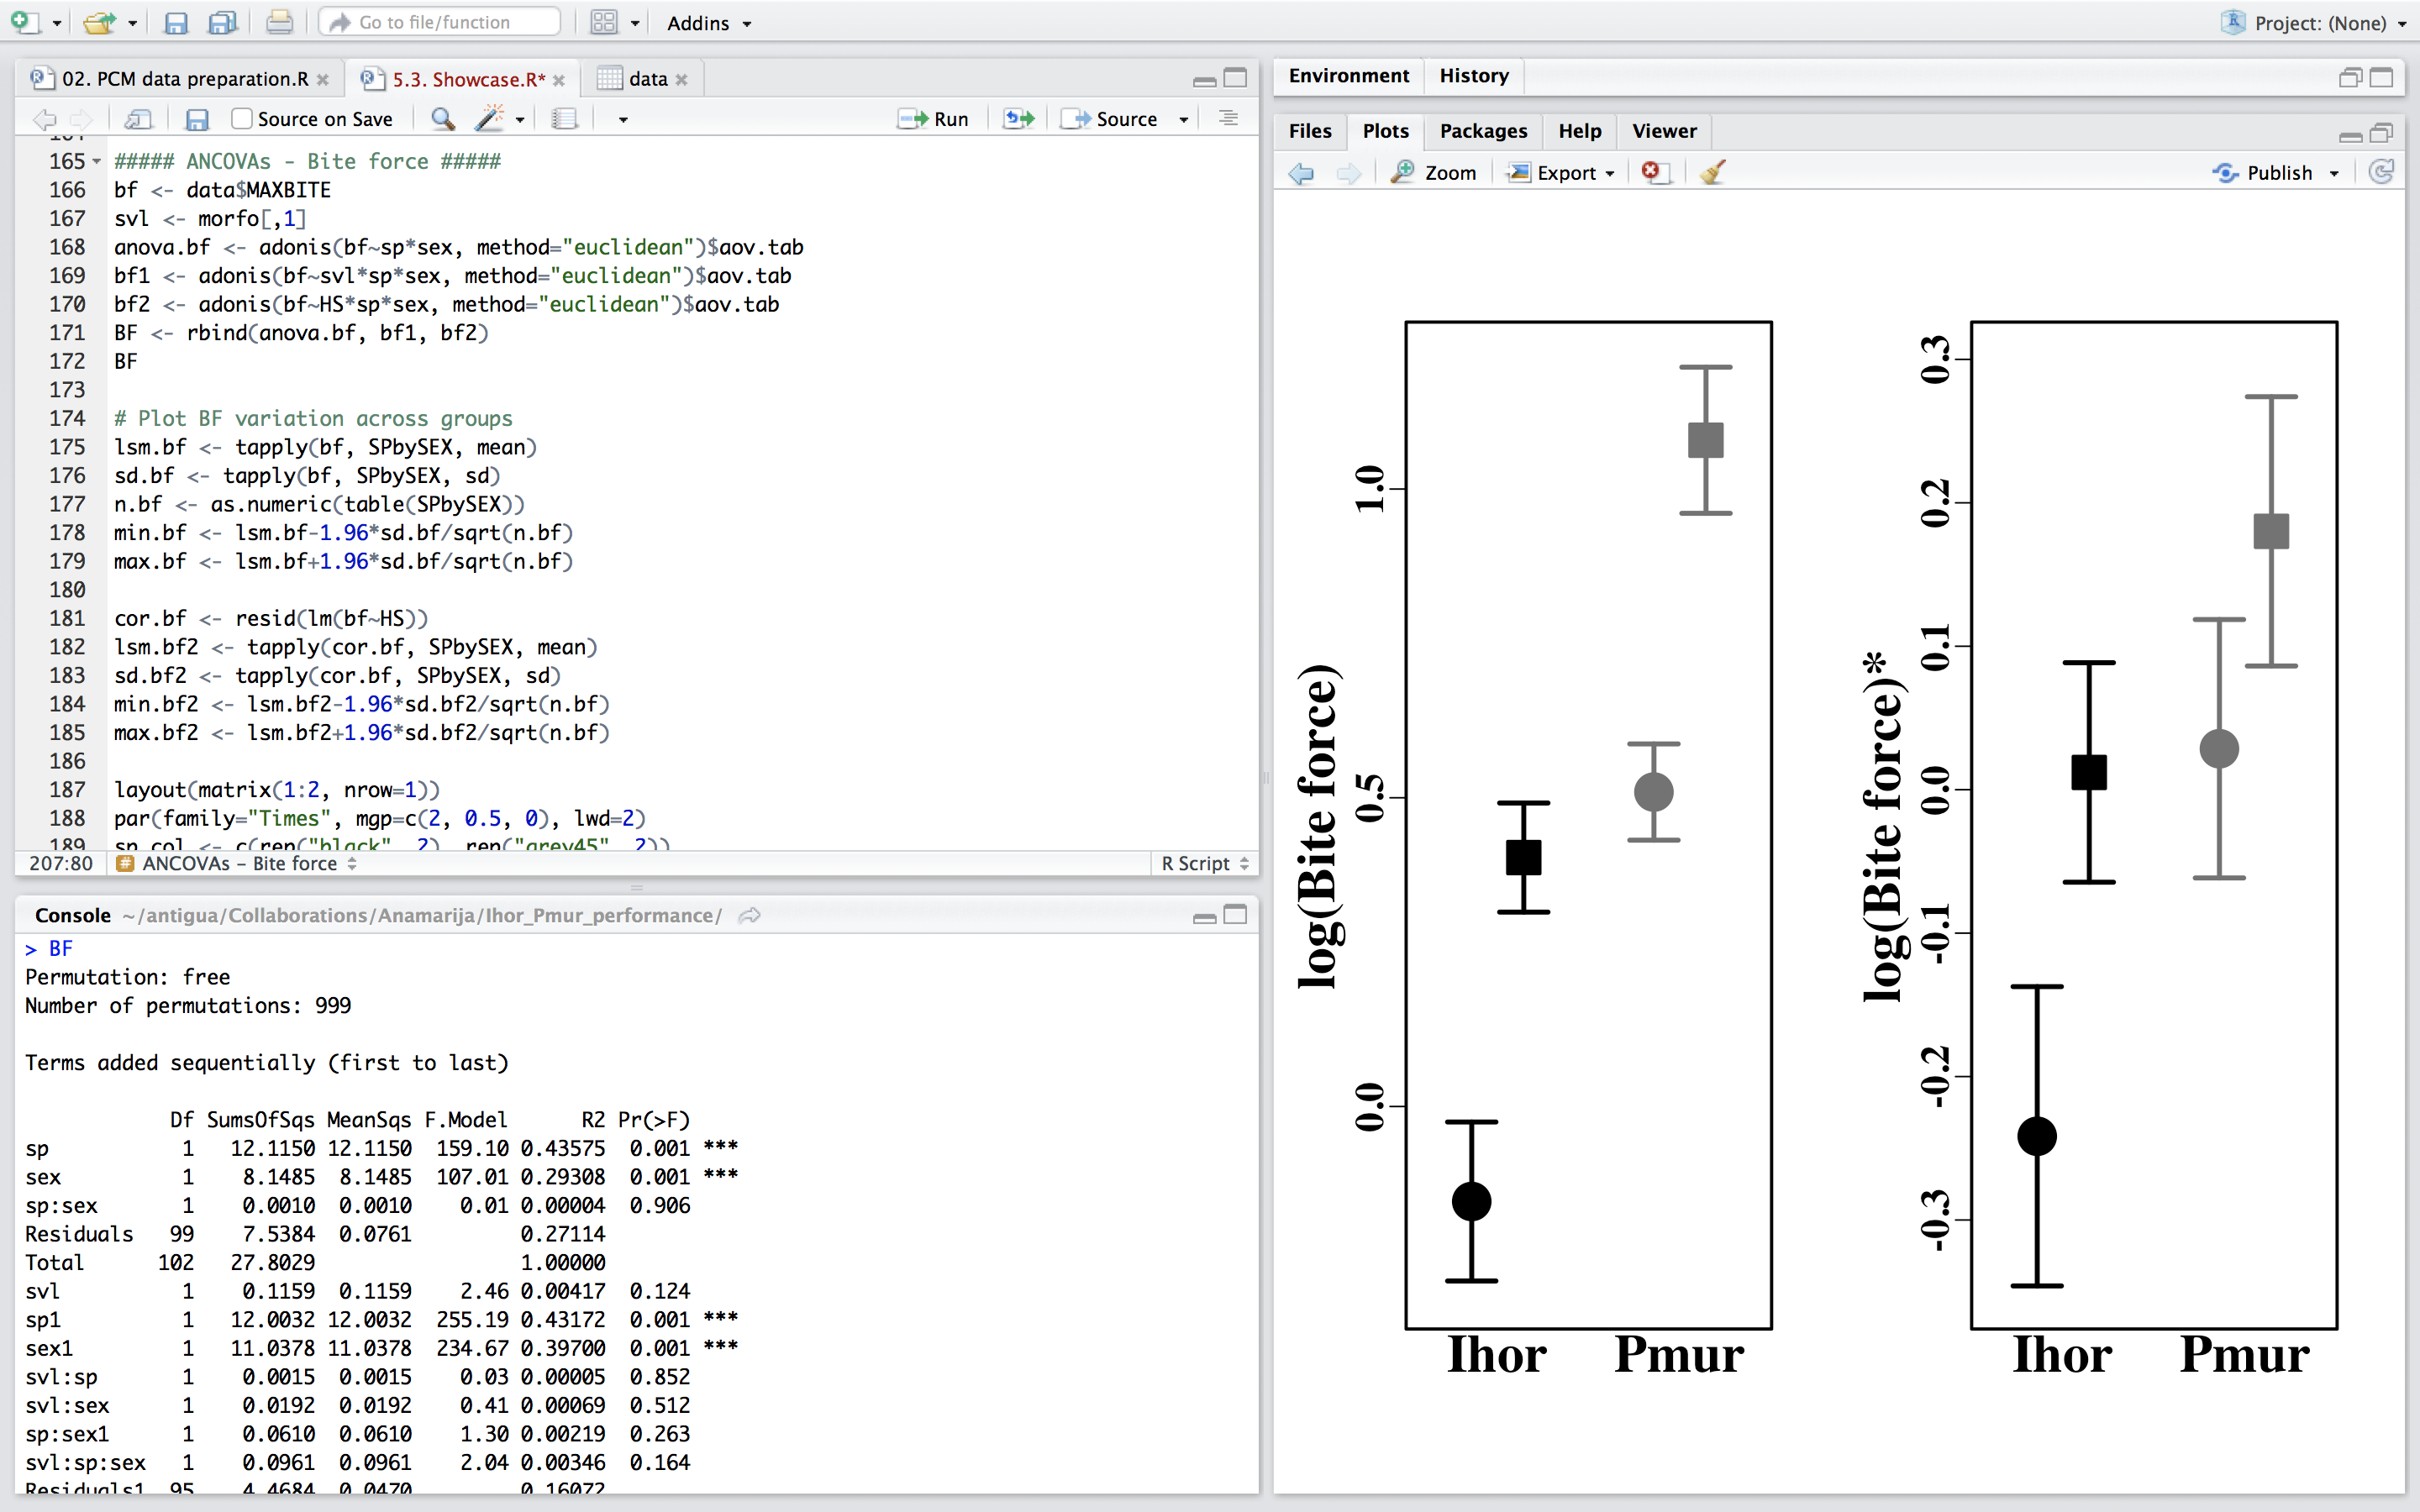 Go to file/function
Addins
Project: (None)
02. PCM data preparation.R
5.3. Showcase.R*
data
Source on Save
Run
Source
165 ##### ANCOVAs - Bite force #####
166 bf <- data$MAXBITE
167 svl <- morfo[,1]
168 anova.bf <- adonis(bf~sp*sex, method="euclidean")$aov.tab
169 bf1 <- adonis(bf~svl*sp*sex, method="euclidean")$aov.tab
170 bf2 <- adonis(bf~HS*sp*sex, method="euclidean")$aov.tab
171 BF <- rbind(anova.bf, bf1, bf2)
172 BF
173
174 # Plot BF variation across groups
175 lsm.bf <- tapply(bf, SPbySEX, mean)
176 sd.bf <- tapply(bf, SPbySEX, sd)
177 n.bf <- as.numeric(table(SPbySEX))
178 min.bf <- lsm.bf-1.96*sd.bf/sqrt(n.bf)
179 max.bf <- lsm.bf+1.96*sd.bf/sqrt(n.bf)
180
181 cor.bf <- resid(lm(bf~HS))
182 lsm.bf2 <- tapply(cor.bf, SPbySEX, mean)
183 sd.bf2 <- tapply(cor.bf, SPbySEX, sd)
184 min.bf2 <- lsm.bf2-1.96*sd.bf2/sqrt(n.bf)
185 max.bf2 <- lsm.bf2+1.96*sd.bf2/sqrt(n.bf)
186
187 layout(matrix(1:2, nrow=1))
188 par(family="Times", mgp=c(2, 0.5, 0), lwd=2)
189 sp.col <- c(rep("black", 2), rep("grey45", 2))
207:80 # ANCOVAs - Bite force R Script
Console ~/antigua/Collaborations/Anamarija/Ihor_Pmur_performance/
> BF
Permutation: free
Number of permutations: 999
Terms added sequentially (first to last)
Df SumsOfSqs MeanSqs F.Model R2 Pr(>F)
sp 1 12.1150 12.1150 159.10 0.43575 0.001 ***
sex 1 8.1485 8.1485 107.01 0.29308 0.001 ***
sp:sex 1 0.0010 0.0010 0.01 0.00004 0.906
Residuals 99 7.5384 0.0761 0.27114
Total 102 27.8029 1.00000
svl 1 0.1159 0.1159 2.46 0.00417 0.124
sp1 1 12.0032 12.0032 255.19 0.43172 0.001 ***
sex1 1 11.0378 11.0378 234.67 0.39700 0.001 ***
svl:sp 1 0.0015 0.0015 0.03 0.00005 0.852
svl:sex 1 0.0192 0.0192 0.41 0.00069 0.512
sp:sex1 1 0.0610 0.0610 1.30 0.00219 0.263
svl:sp:sex 1 0.0961 0.0961 2.04 0.00346 0.164
Residuals1 95 4.4684 0.0470 0.16072
Environment History
Files Plots Packages Help Viewer
Zoom Export Publish
log(Bite force)
1.0
0.5
0.0
Ihor Pmur
log(Bite force)*
0.3
0.2
0.1
0.0
-0.1
-0.2
-0.3
Ihor Pmur